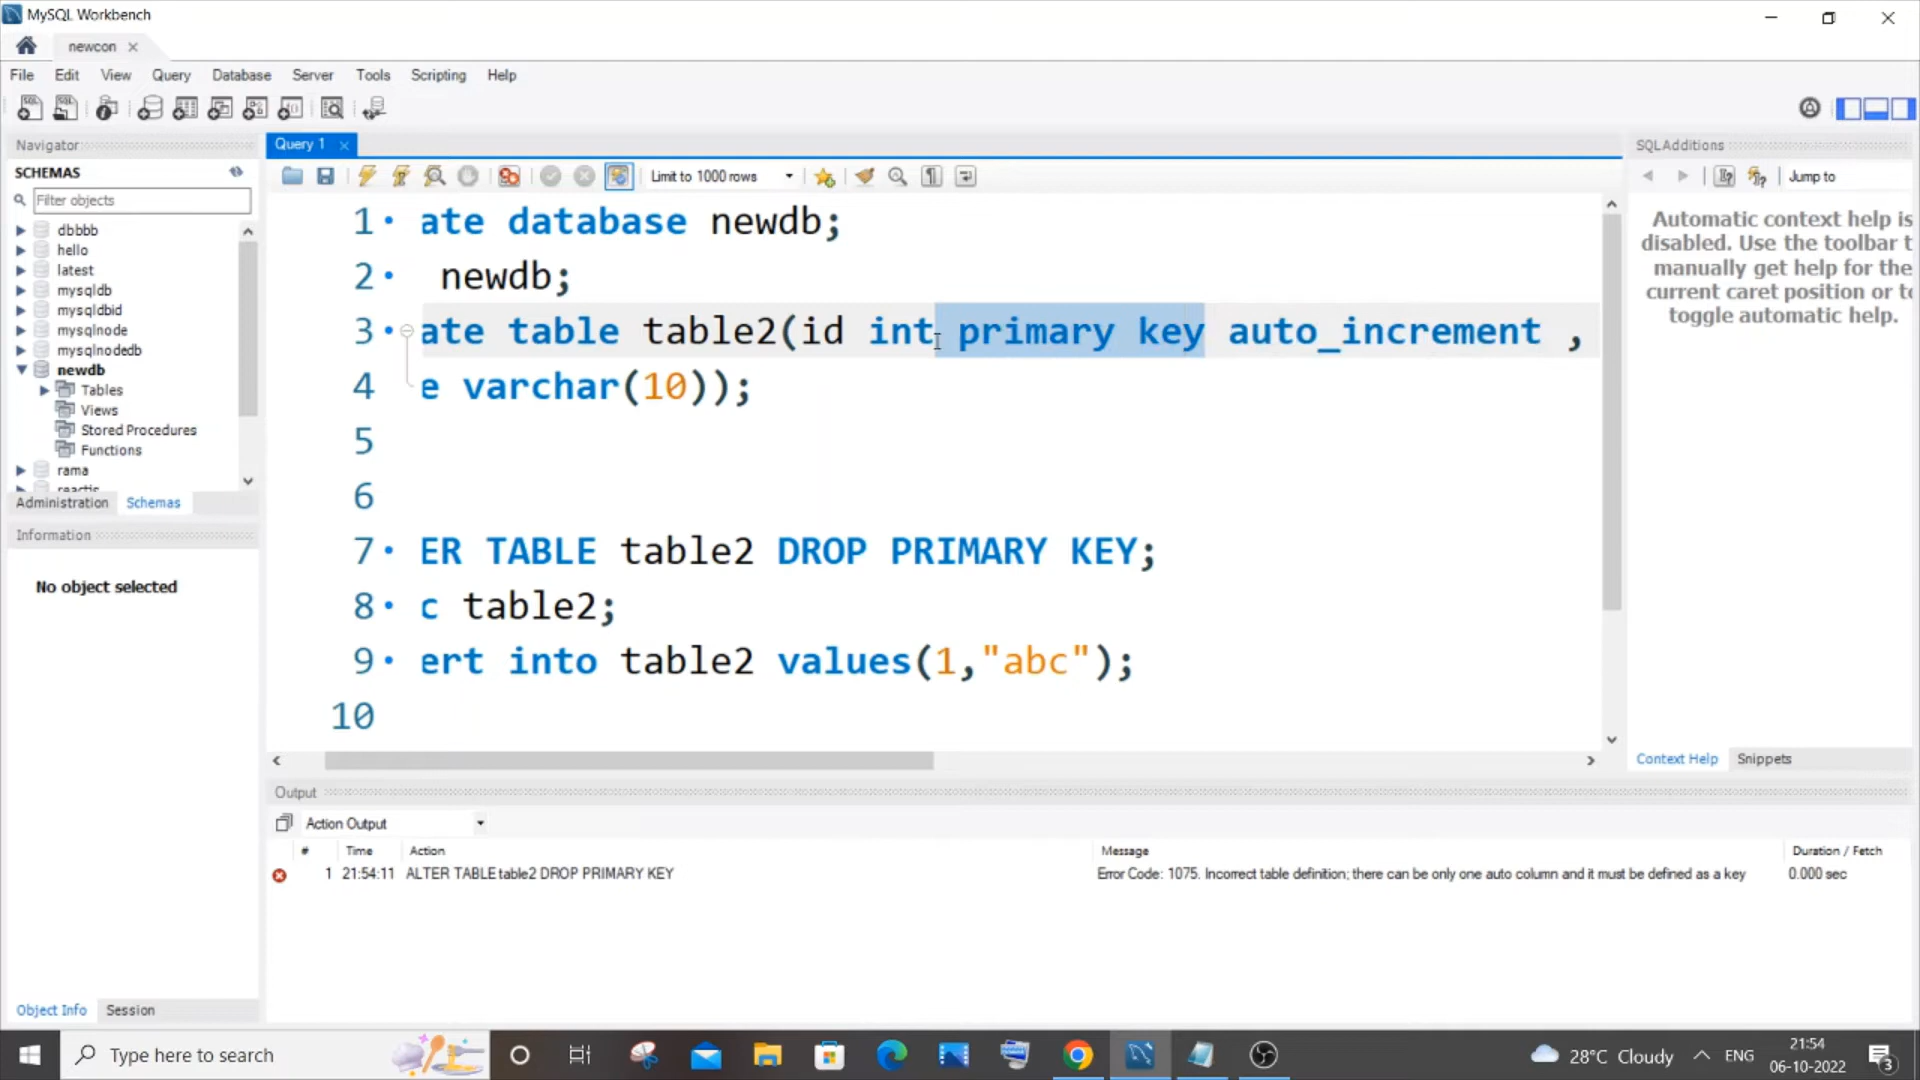 MySQL Workbench
newcon
File Edit View Query Database Server Tools Scripting Help
Navigator
SCHEMAS
Filter objects
dbbbb
hello
latest
mysqldb
mysqldbid
mysqlnode
mysqlnodedb
newdb
Tables
Views
Stored Procedures
Functions
rama
reactjs
Administration Schemas
Information
No object selected
Object Info Session
Query 1
Limit to 1000 rows
1 ate database newdb;
2 newdb;
3 ate table table2(id int primary key auto_increment ,
4 e varchar(10));
5
6
7 ER TABLE table2 DROP PRIMARY KEY;
8 c table2;
9 ert into table2 values(1,"abc");
10
SQLAdditions
Jump to
Automatic context help is
disabled. Use the toolbar t
manually get help for the
current caret position or to
toggle automatic help.
Context Help Snippets
Output
Action Output
# Time Action Message Duration / Fetch
1 21:54:11 ALTER TABLE table2 DROP PRIMARY KEY Error Code: 1075. Incorrect table definition; there can be only one auto column and it must be defined as a key 0.000 sec
Type here to search
28°C Cloudy
ENG
21:54
06-10-2022
3